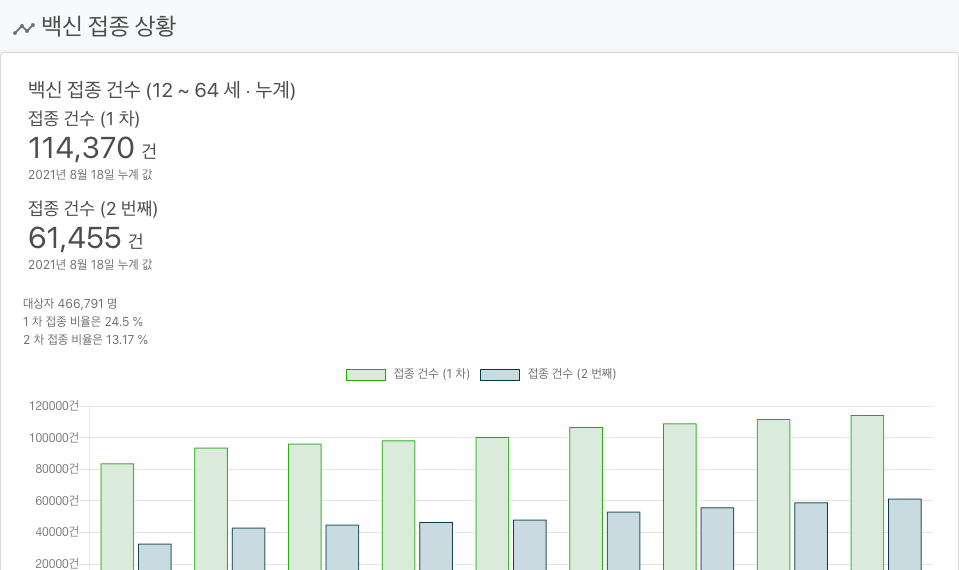 백신 접종 상황
백신 접종 건수 (12 ~ 64 세 · 누계)
접종 건수 (1 차)
114,370 건
2021년 8월 18일 누계 값
접종 건수 (2 번째)
61,455 건
2021년 8월 18일 누계 값
대상자 466,791 명
1 차 접종 비율은 24.5 %
2 차 접종 비율은 13.17 %
접종 건수 (1 차) 접종 건수 (2 번째)
120000건
100000건
80000건
60000건
40000건
20000건